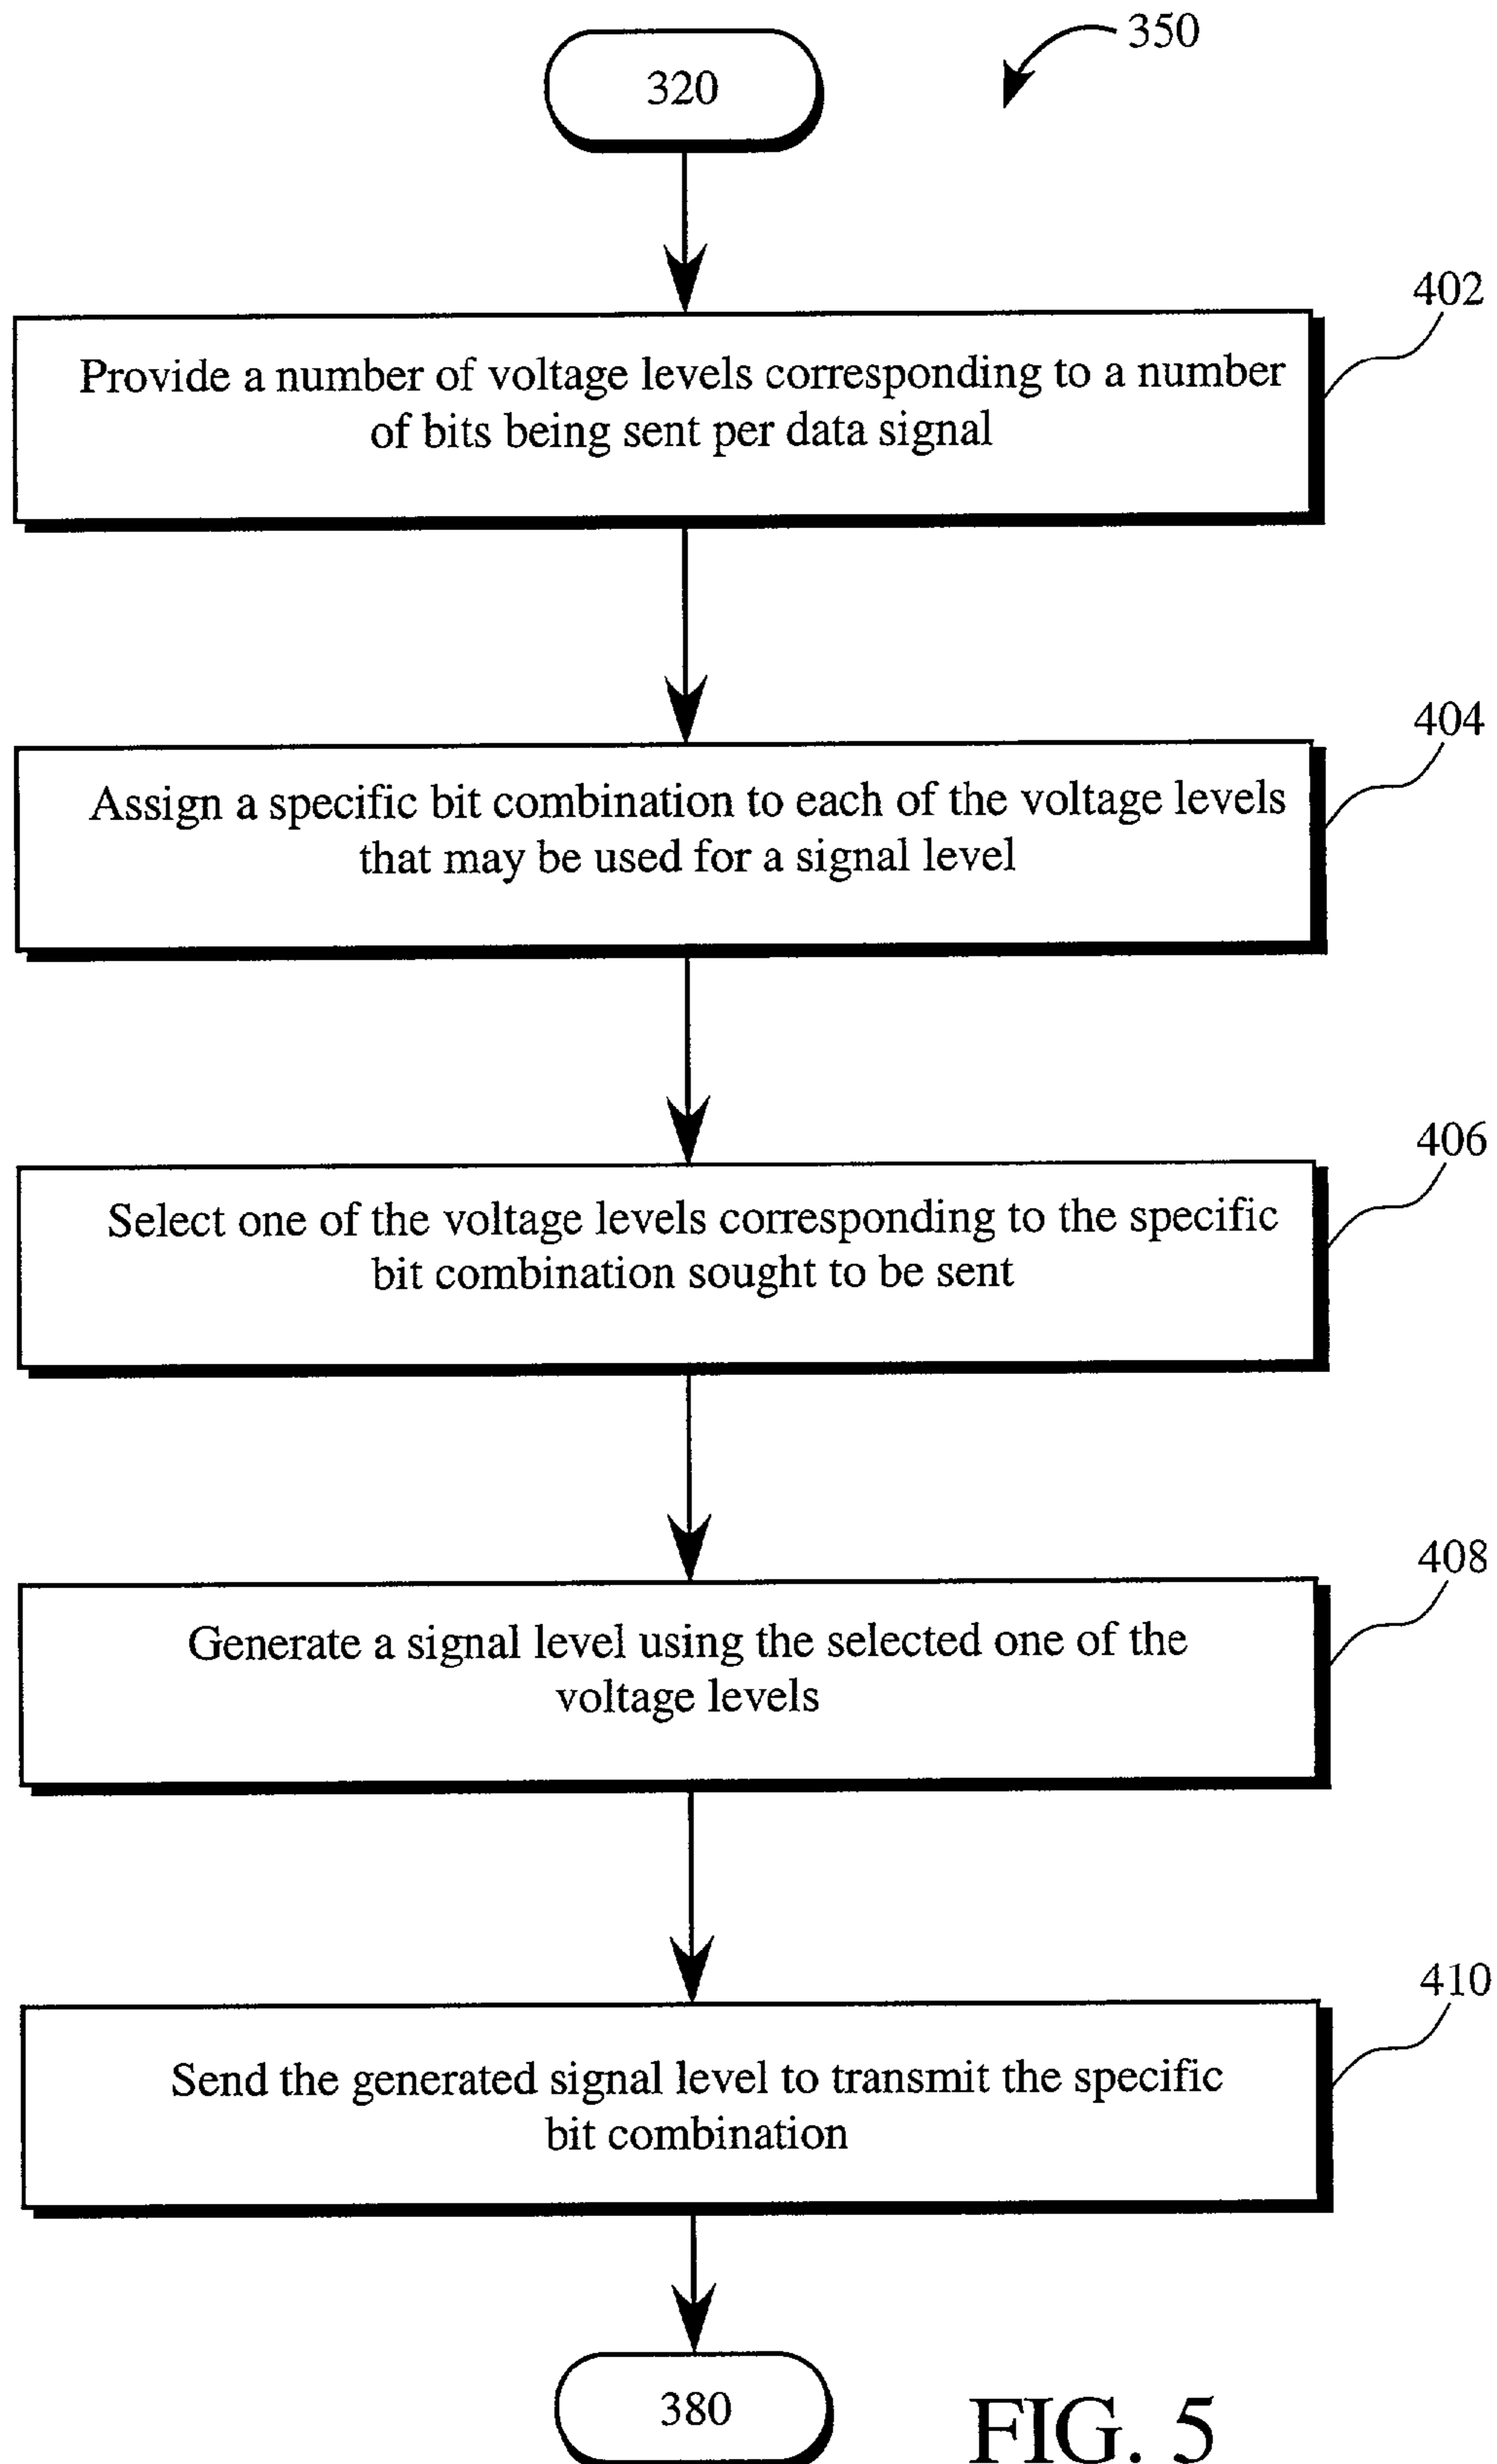 320
350
402
Provide a number of voltage levels corresponding to a number
of bits being sent per data signal
404
Assign a specific bit combination to each of the voltage levels
that may be used for a signal level
406
Select one of the voltage levels corresponding to the specific
bit combination sought to be sent
408
Generate a signal level using the selected one of the
voltage levels
410
Send the generated signal level to transmit the specific
bit combination
380
FIG. 5